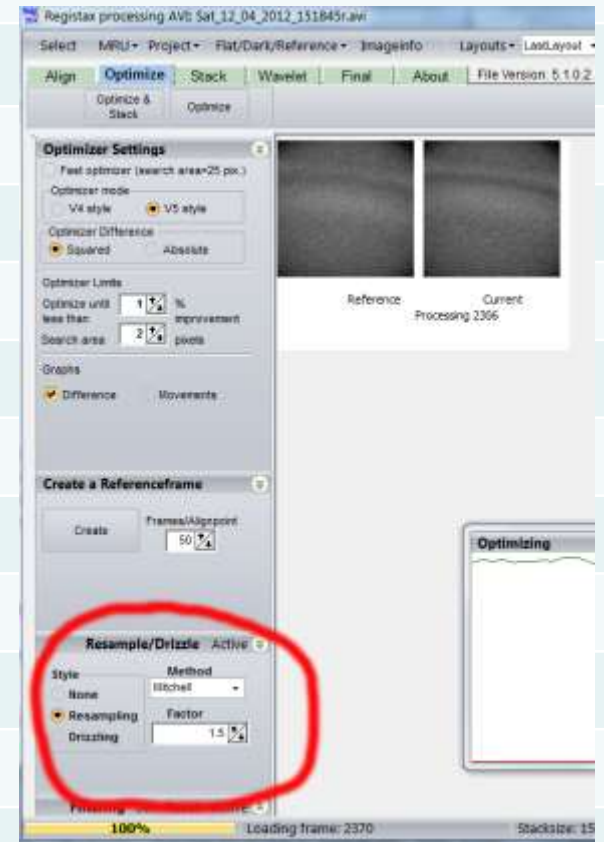 Registax processing AVI: Sat_12_04_2012_151845r.avi
Select MRU Project Flat/Dark/Reference Imageinfo Layouts LastLayout
Align Optimize Stack Wavelet Final About File Version: 5.1.0.2
Optimize & Stack Optimize
Optimizer Settings
Fast optimizer (search area=25 pix.)
Optimizer mode
V4 style V5 style
Optimizer Difference
Squared Absolute
Optimizer Limits
Optimize until less than 1 % improvement
Search area 2 pixels
Reference Current
Processing 2306
Graphs
Difference Movements
Create a Referenceframe
Create Frames/Alignpoint
50
Optimizing
Resample/Drizzle Active
Style Method
None Mitchell
Resampling Factor
Drizzling 1.5
100% Loading frame: 2370 Stacksize: 15